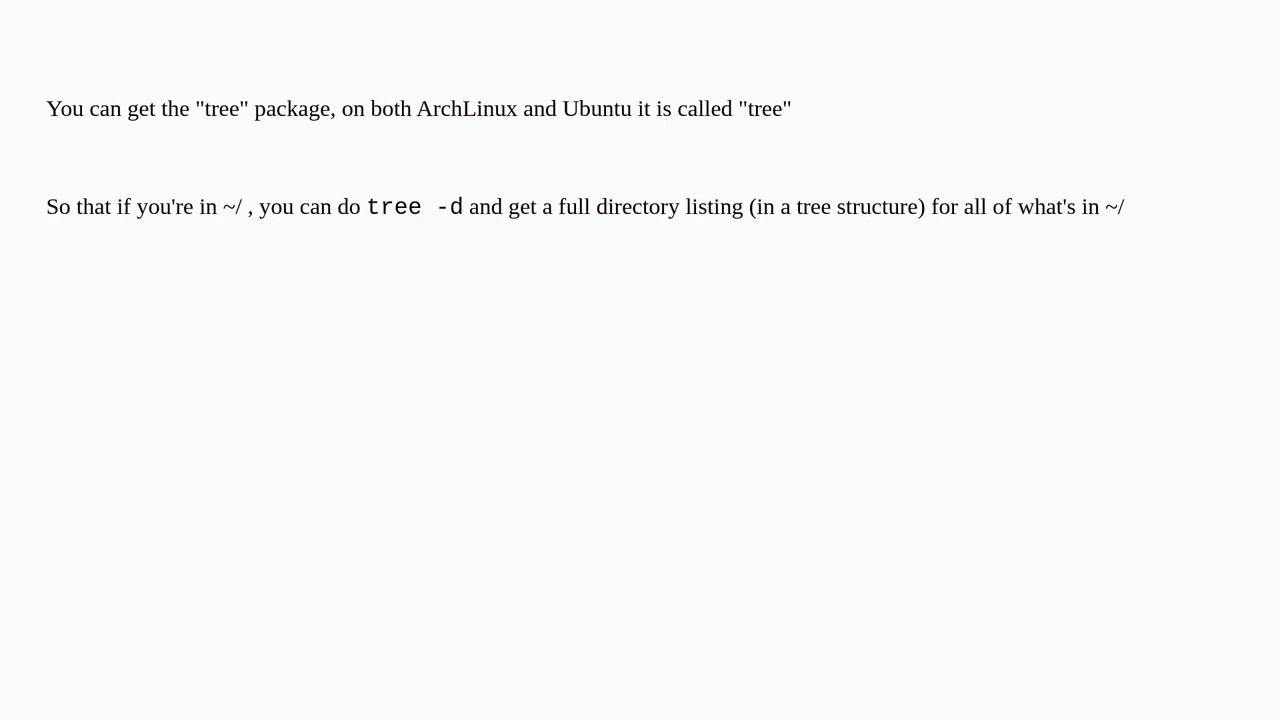 You can get the "tree" package, on both ArchLinux and Ubuntu it is called "tree"
So that if you're in ~/ , you can do tree -d and get a full directory listing (in a tree structure) for all of what's in ~/